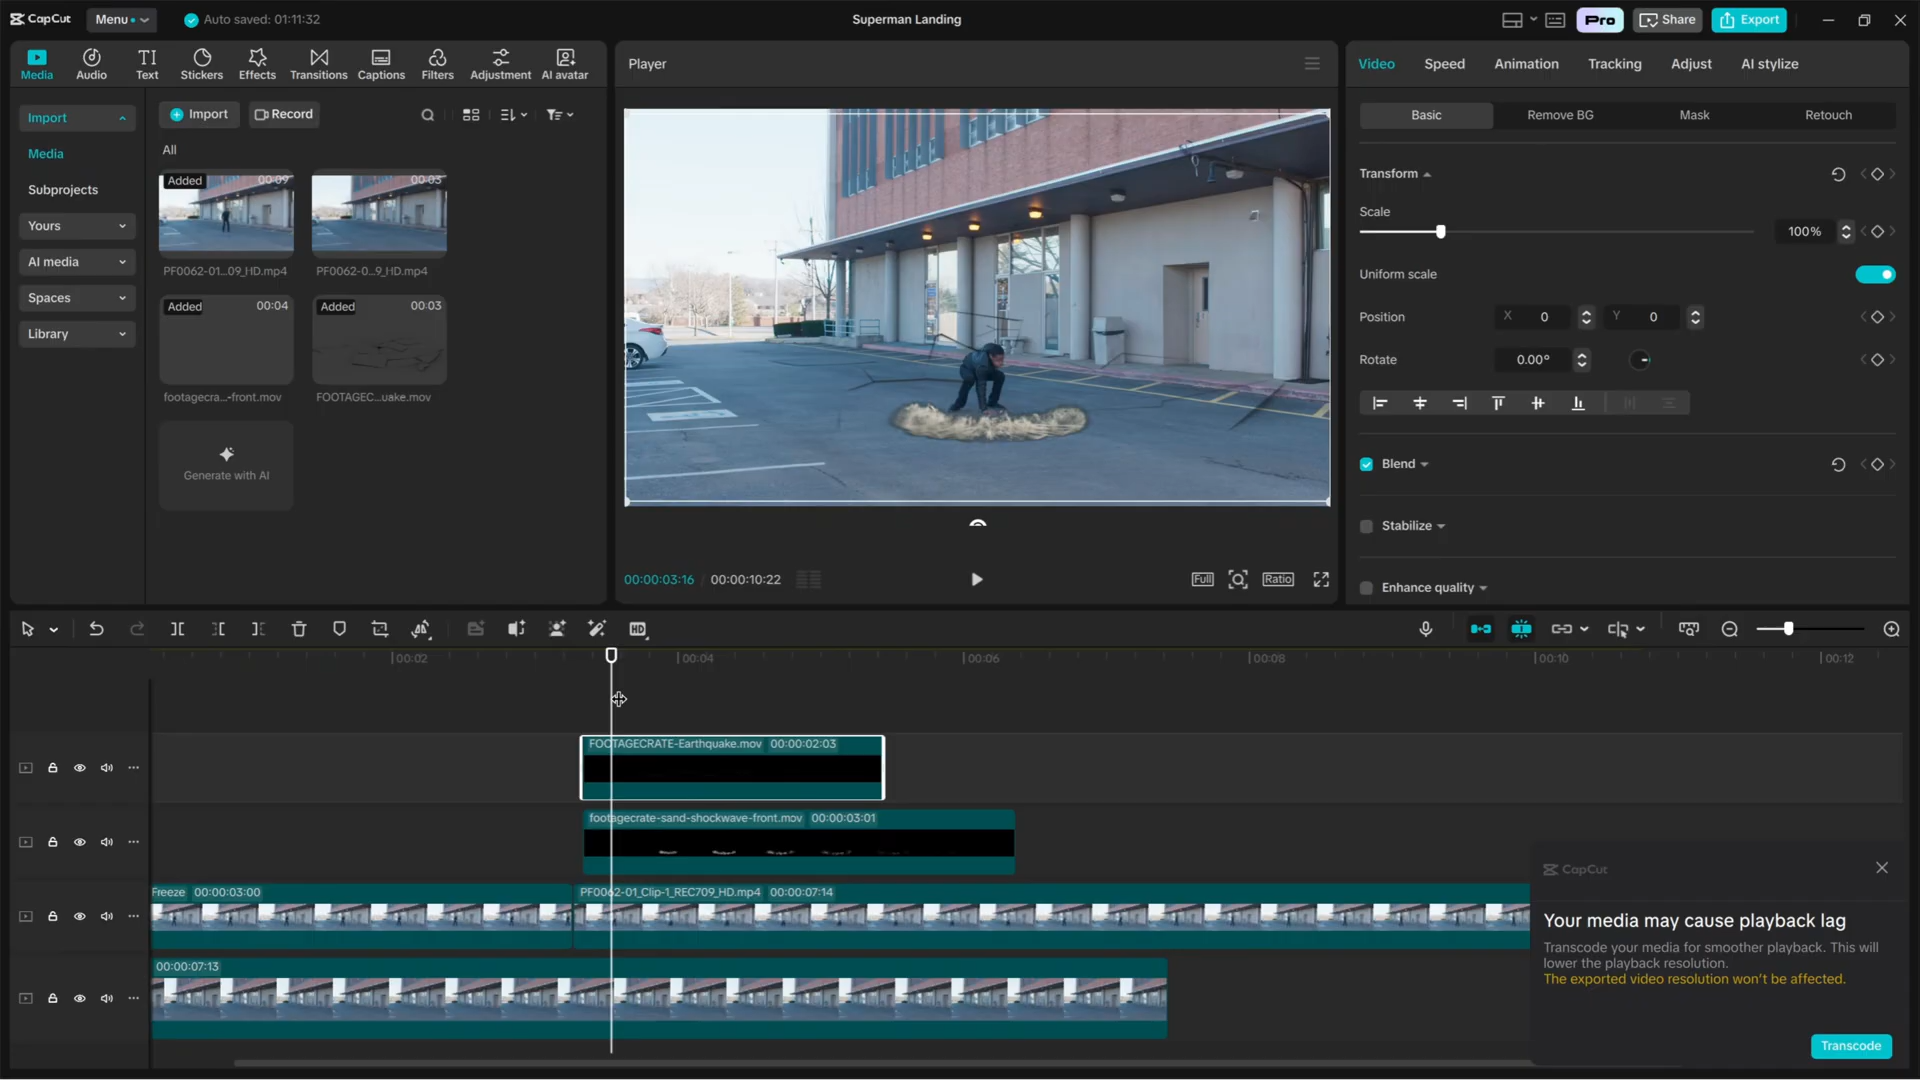 CapCut
Menu
Auto saved: 01:11:32
Superman Landing
Pro
Share
Export
Media
Audio
Text
Stickers
Effects
Transitions
Captions
Filters
Adjustment
AI avatar
Import
Media
Subprojects
Yours
AI media
Spaces
Library
Import
Record
All
Added
00:09
PF0062-01...09_HD.mp4
00:03
PF0062-0...9_HD.mp4
Added
00:04
footagecra...-front.mov
Added
00:03
FOOTAGEC...uake.mov
Generate with AI
Player
00:00:03:16
00:00:10:22
Full
Ratio
Video
Speed
Animation
Tracking
Adjust
AI stylize
Basic
Remove BG
Mask
Retouch
Transform
Scale
100%
Uniform scale
Position
X 0
Y 0
Rotate
0.00°
Blend
Stabilize
Enhance quality
HD
00:02
00:04
00:06
00:08
00:10
00:12
FOOTAGECRATE-Earthquake.mov 00:00:02:03
footagecrate-sand-shockwave-front.mov 00:00:03:01
Freeze 00:00:03:00
PF0062-01_Clip-1_REC709_HD.mp4 00:00:07:14
00:00:07:13
CapCut
Your media may cause playback lag
Transcode your media for smoother playback. This will
lower the playback resolution.
The exported video resolution won't be affected.
Transcode